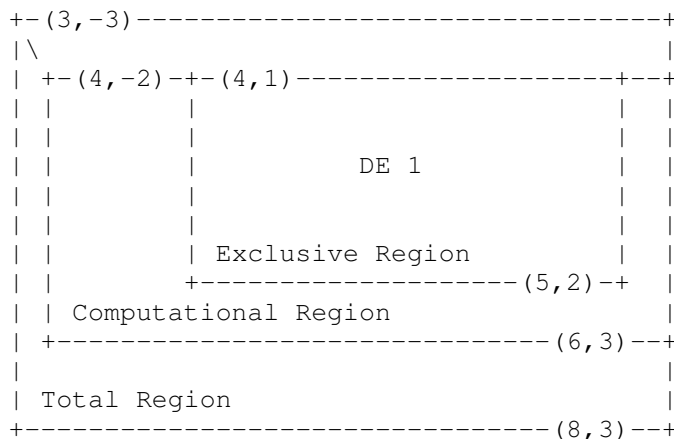 (3,-3)
(4,-2) (4,1)
DE 1
Exclusive Region
(5,2)
Computational Region
(6,3)
Total Region
(8,3)